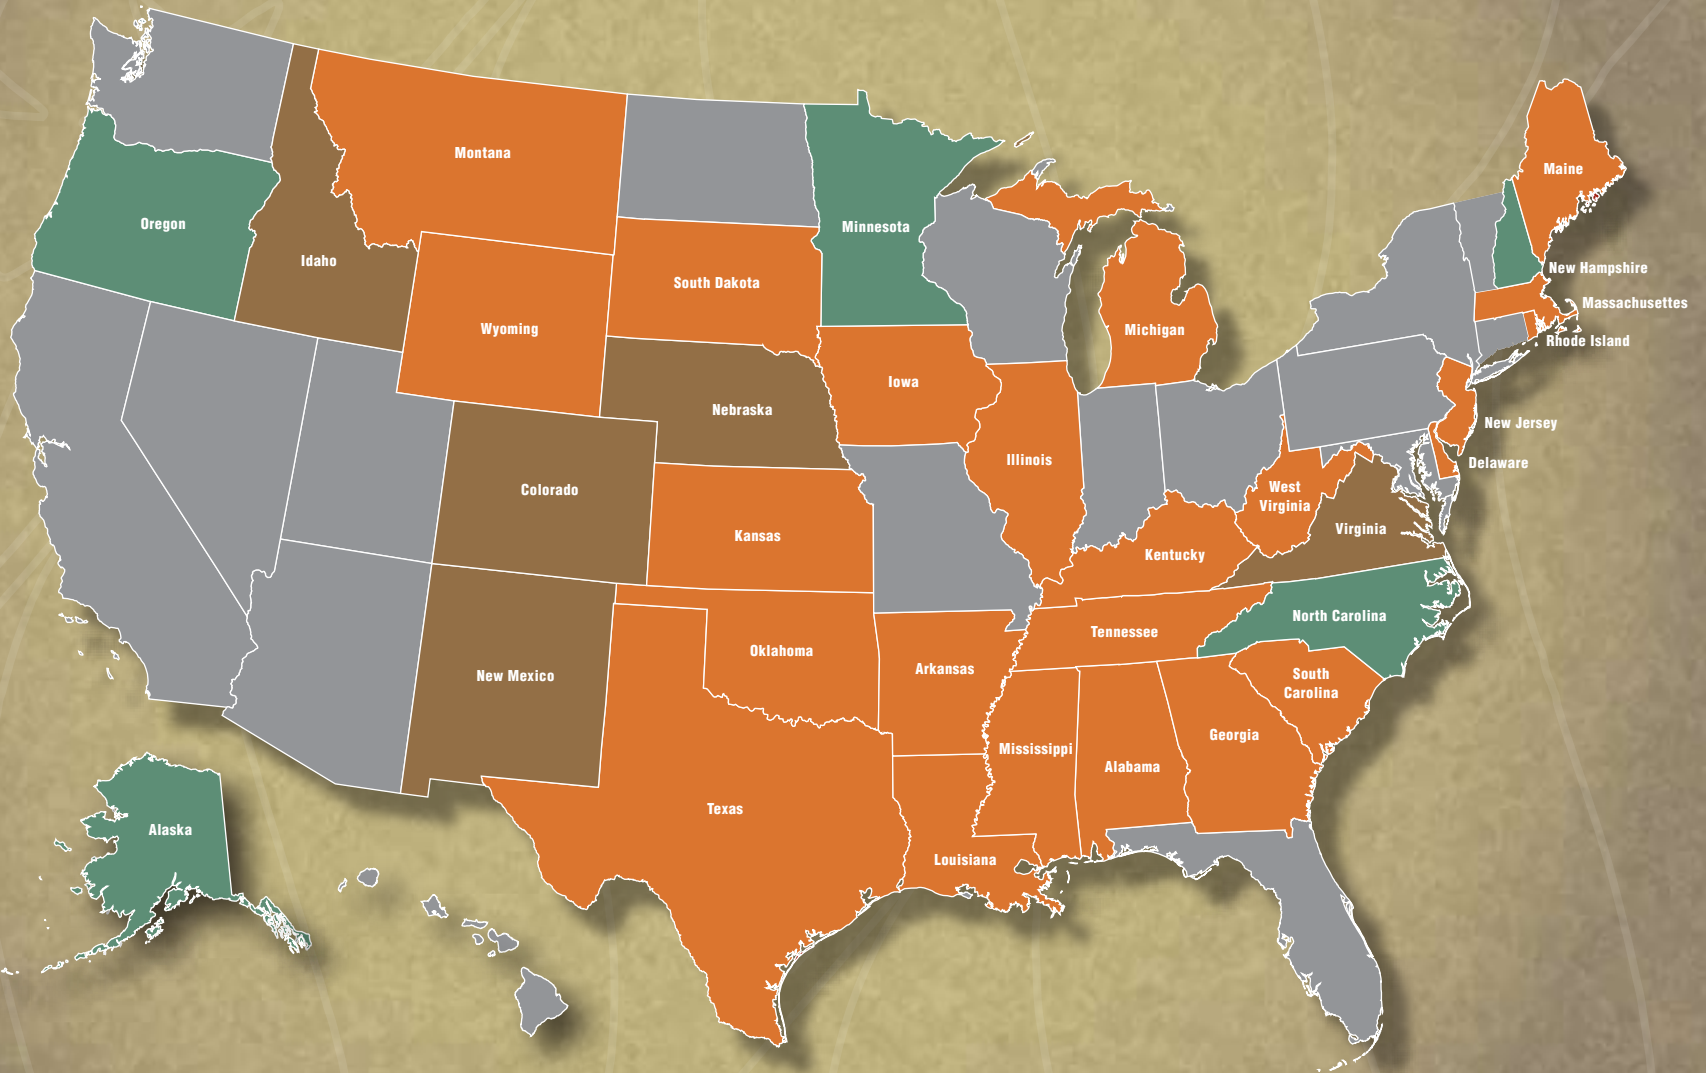 Montana
Maine
Oregon
Minnesota
Idaho
New Hampshire
South Dakota
Massachusettes
Wyoming
Michigan
Rhode Island
Iowa
Nebraska
New Jersey
Illinois
Delaware
Colorado
West
Virginia
Virginia
Kansas
Kentucky
North Carolina
Tennessee
Oklahoma
Arkansas
New Mexico
South
Carolina
Georgia
Mississippi
Alabama
Texas
Alaska
Louisiana